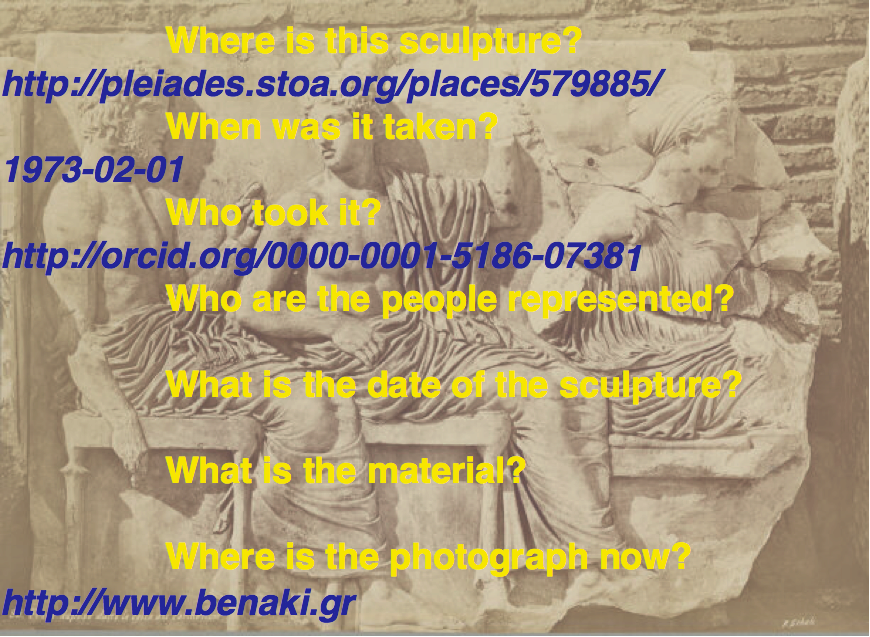 Where is this sculpture?
http://pleiades.stoa.org/places/579885/
When was it taken?
1973-02-01
Who took it?
http://orcid.org/0000-0001-5186-07381
Who are the people represented?
What is the date of the sculpture?
What is the material?
Where is the photograph now?
http://www.benaki.gr